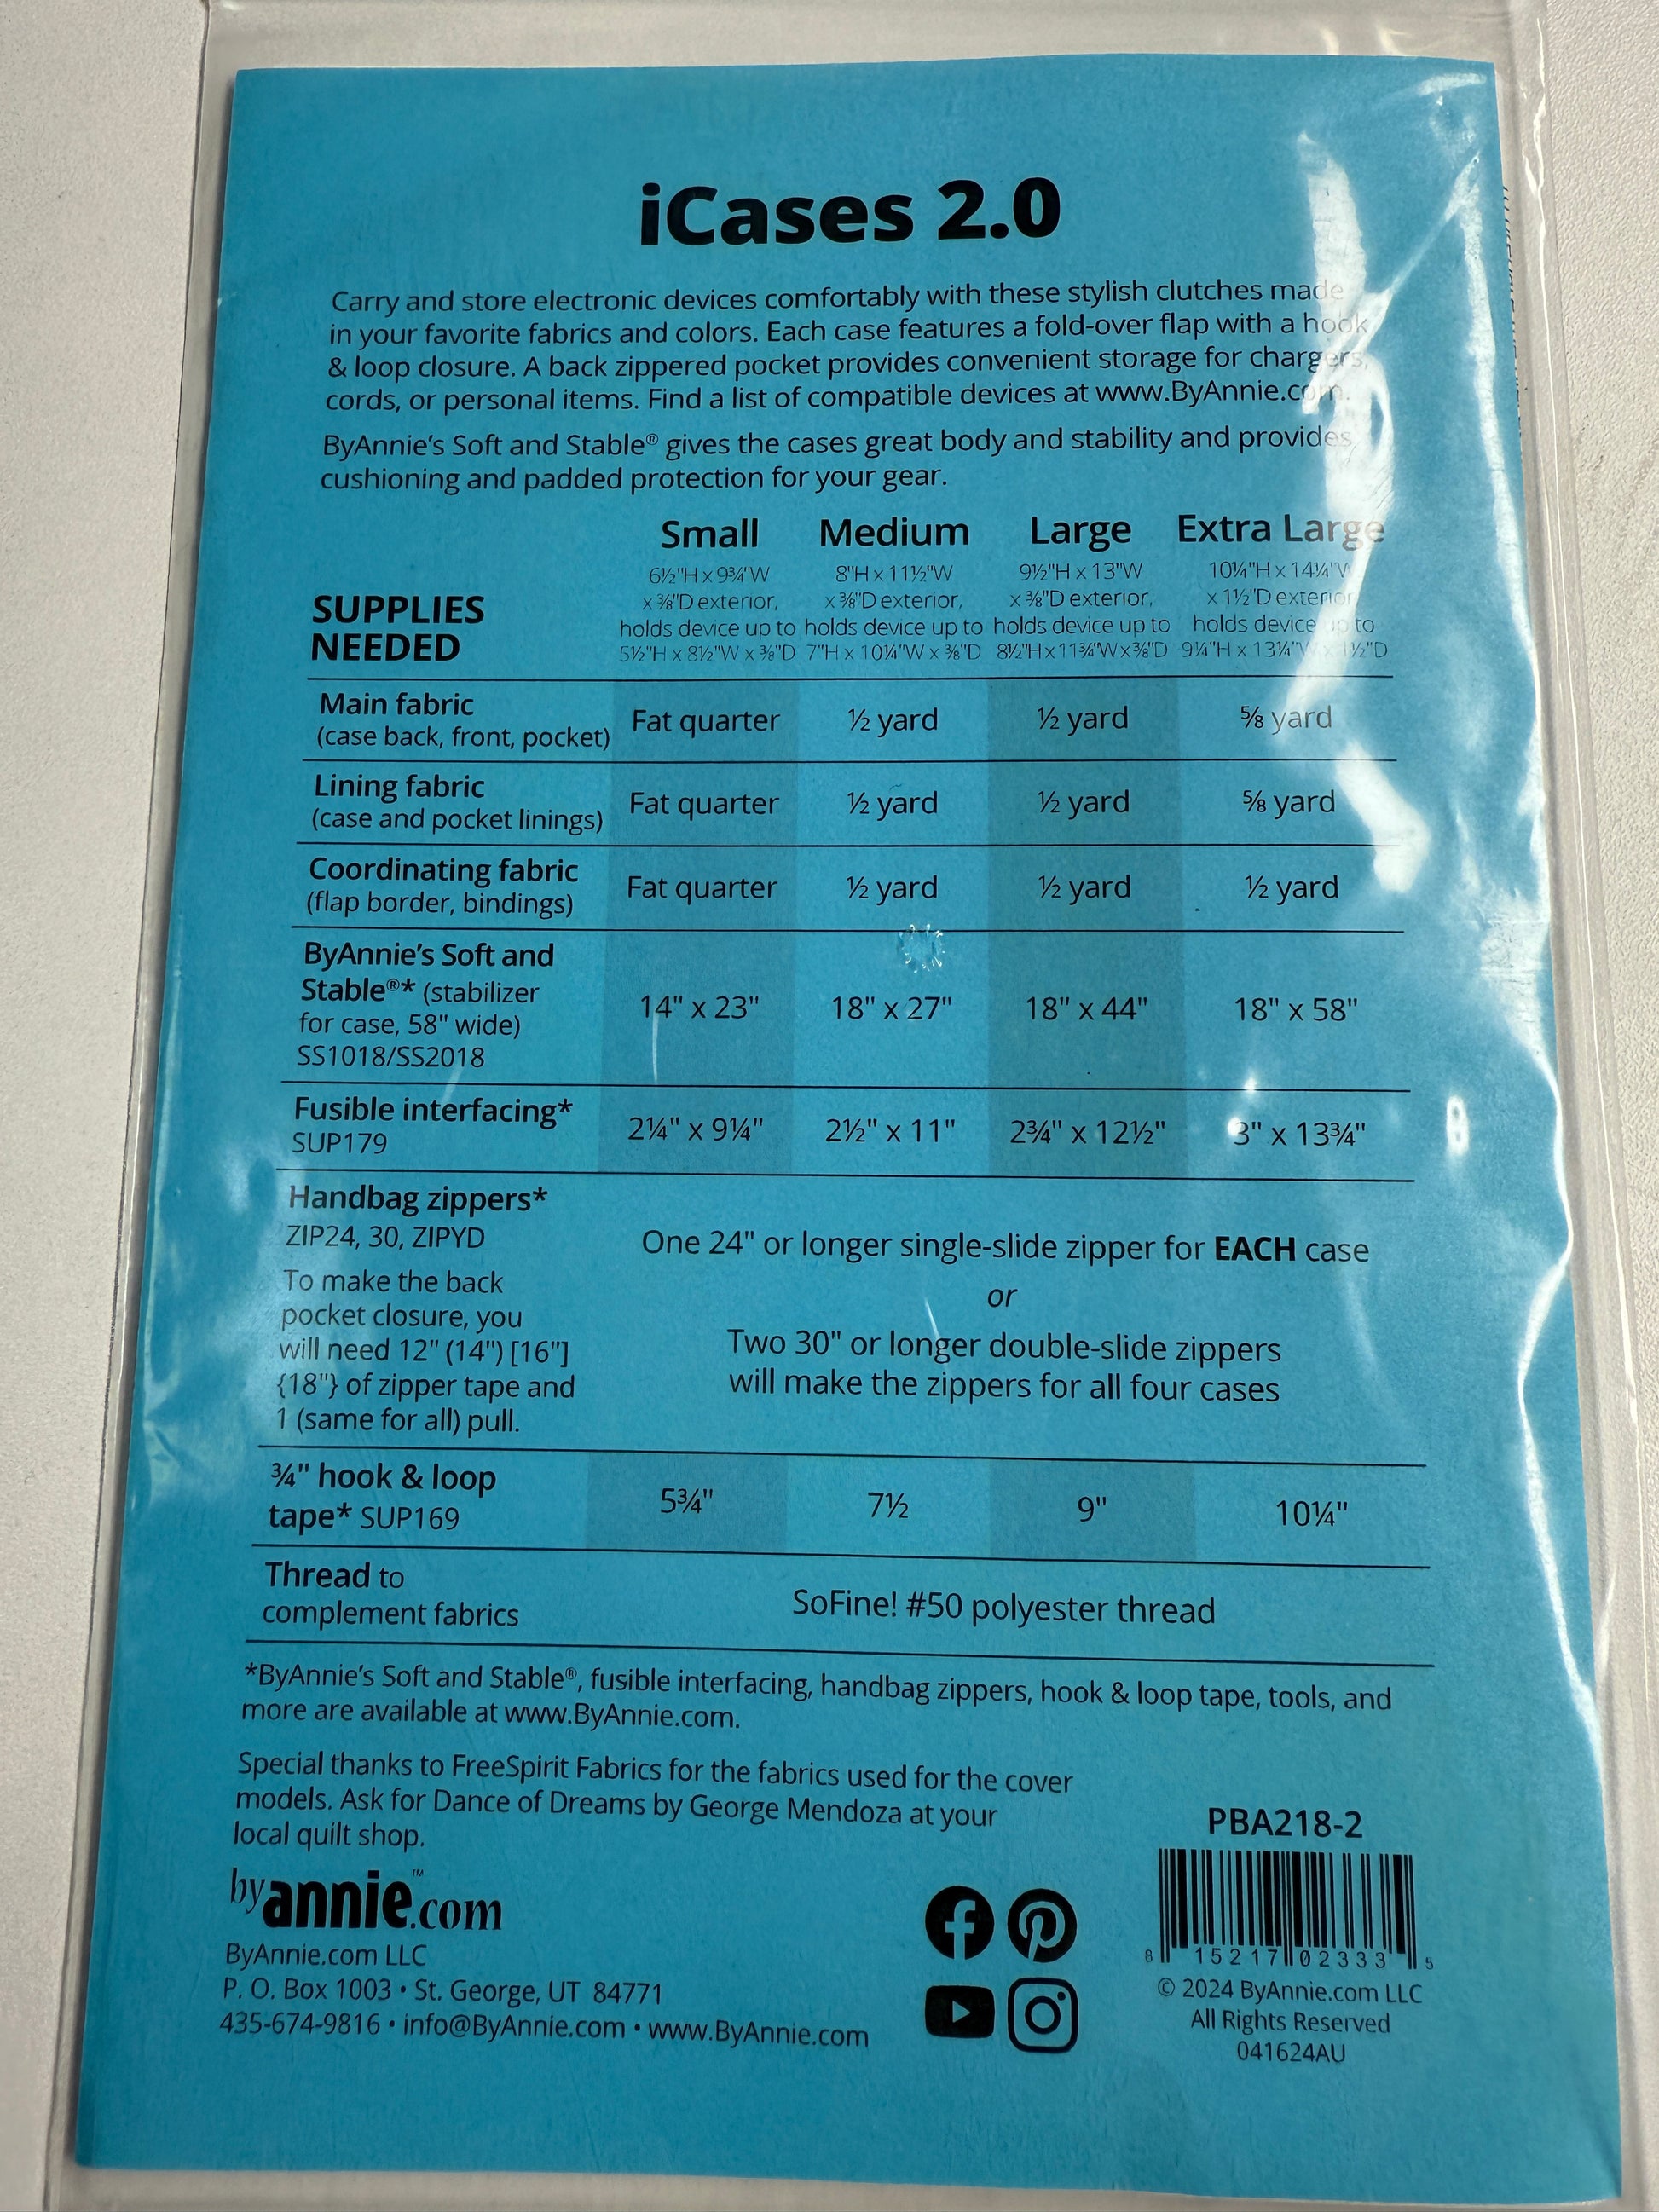 iCases 2.0
Carry and store electronic devices comfortably with these stylish clutches made
in your favorite fabrics and colors. Each case features a fold-over flap with a hook
& loop closure. A back zippered pocket provides convenient storage for chargers,
cords, or personal items. Find a list of compatible devices at www.ByAnnie.com.
ByAnnie's Soft and Stable® gives the cases great body and stability and provides
cushioning and padded protection for your gear.
SUPPLIES
NEEDED
Small
6½"H x 9¾"W
x ⅜"D exterior,
holds device up to
5½"H x 8½"W x ⅜"D
Medium
8"H x 11½"W
x ⅜"D exterior,
holds device up to
7"H x 10¼"W x ⅜"D
Large
9½"H x 13"W
x ⅜"D exterior,
holds device up to
8½"H x 11¾"W x ⅜"D
Extra Large
10¼"H x 14¼"W
x 1½"D exterior
holds device up to
9¼"H x 13¼"W x 1½"D
Main fabric
(case back, front, pocket)
Fat quarter
½ yard
½ yard
⅝ yard
Lining fabric
(case and pocket linings)
Fat quarter
½ yard
½ yard
⅝ yard
Coordinating fabric
(flap border, bindings)
Fat quarter
½ yard
½ yard
½ yard
ByAnnie's Soft and
Stable®* (stabilizer
for case, 58" wide)
SS1018/SS2018
14" x 23"
18" x 27"
18" x 44"
18" x 58"
Fusible interfacing*
SUP179
2¼" x 9¼"
2½" x 11"
2¾" x 12½"
3" x 13¾"
Handbag zippers*
ZIP24, 30, ZIPYD
To make the back
pocket closure, you
will need 12" (14") [16"]
{18"} of zipper tape and
1 (same for all) pull.
One 24" or longer single-slide zipper for EACH case
or
Two 30" or longer double-slide zippers
will make the zippers for all four cases
¾" hook & loop
tape* SUP169
5¾"
7½
9"
10¼"
Thread to
complement fabrics
SoFine! #50 polyester thread
*ByAnnie's Soft and Stable®, fusible interfacing, handbag zippers, hook & loop tape, tools, and
more are available at www.ByAnnie.com.
Special thanks to FreeSpirit Fabrics for the fabrics used for the cover
models. Ask for Dance of Dreams by George Mendoza at your
local quilt shop.
byannie.com™
ByAnnie.com LLC
P. O. Box 1003 • St. George, UT 84771
435-674-9816 • info@ByAnnie.com • www.ByAnnie.com
PBA218-2
8 15217 02333 5
© 2024 ByAnnie.com LLC
All Rights Reserved
041624AU